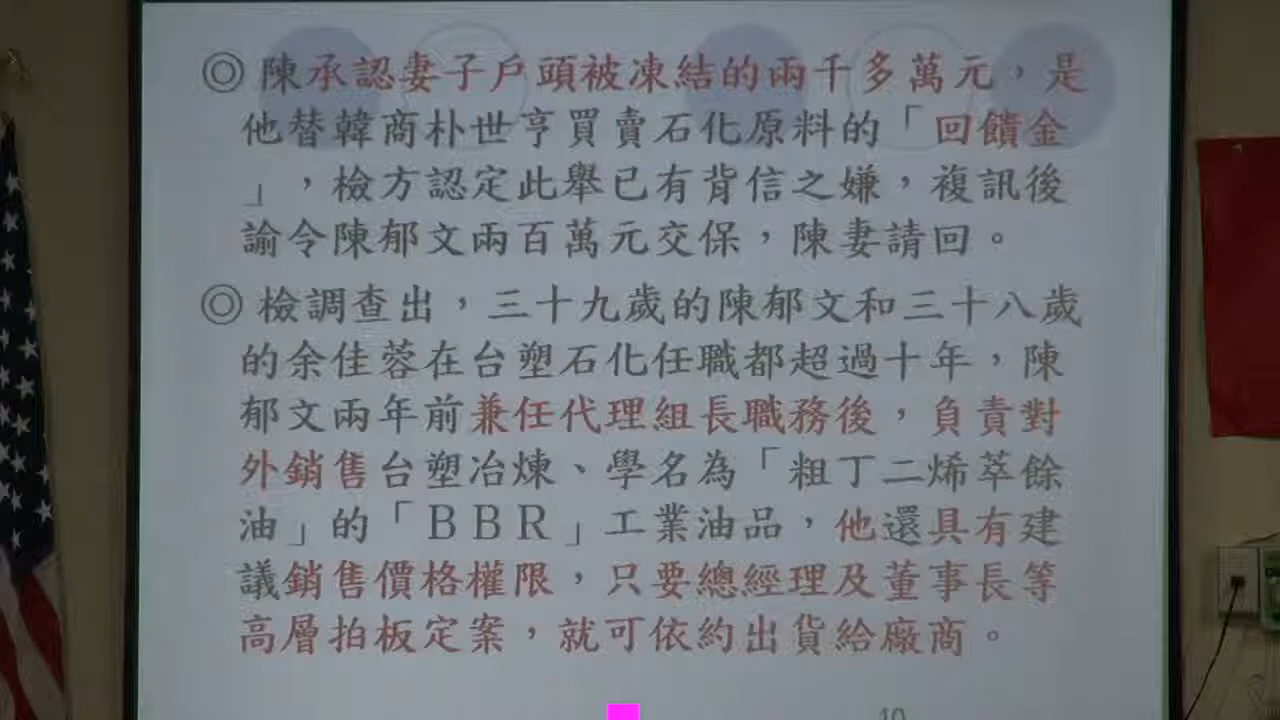 ◎陳承認妻子戶頭被凍結的兩千多萬元，是
他替韓商朴世亨買賣石化原料的「回饋金
」，檢方認定此舉已有背信之嫌，複訊後
諭令陳郁文兩百萬元交保，陳妻請回。
◎檢調查出，三十九歲的陳郁文和三十八歲
的余佳蓉在台塑石化任職都超過十年，陳
郁文兩年前兼任代理組長職務後，負責對
外銷售台塑冶煉、學名為「粗丁二烯萃餘
油」的「ＢＢＲ」工業油品，他還具有建
議銷售價格權限，只要總經理及董事長等
高層拍板定案，就可依約出貨給廠商。
10